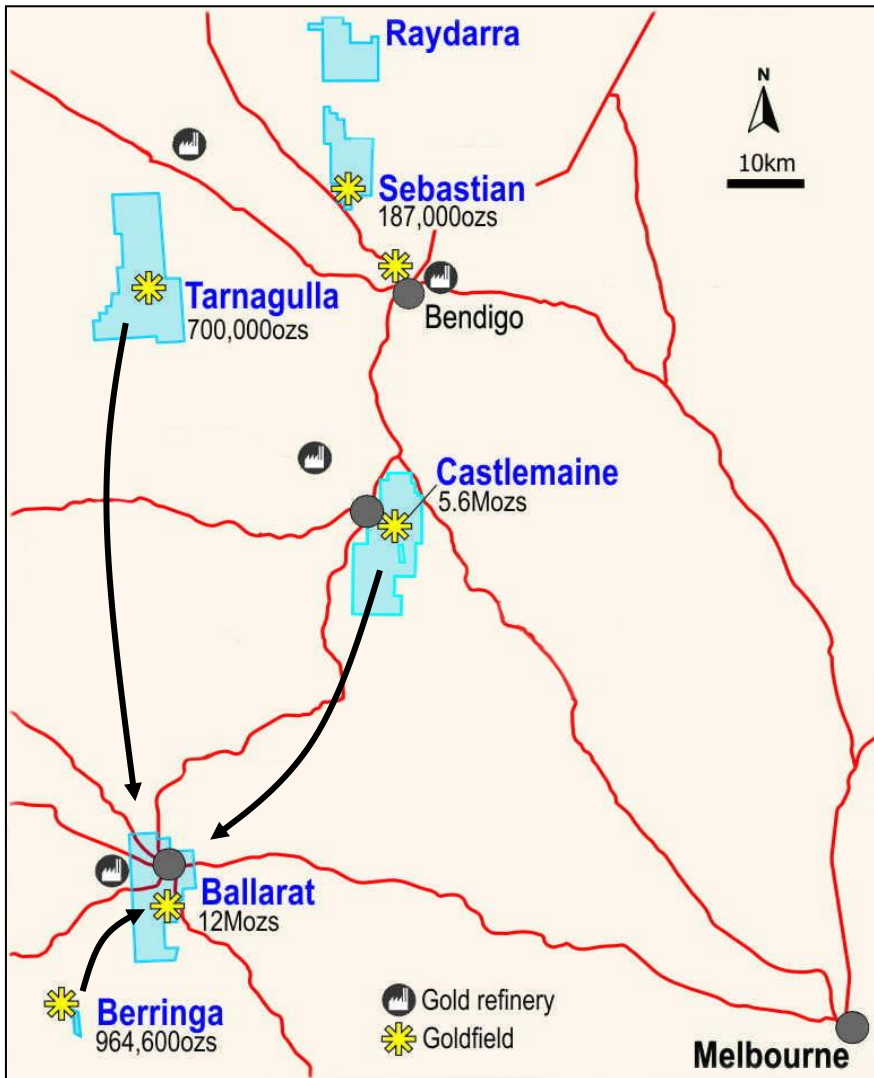 Raydarra
N
10km
Sebastian
187,000ozs
Tarnagulla
700,000ozs
Bendigo
Castlemaine
5.6Mozs
Ballarat
12Mozs
Berringa
964,600ozs
Gold refinery
Goldfield
Melbourne